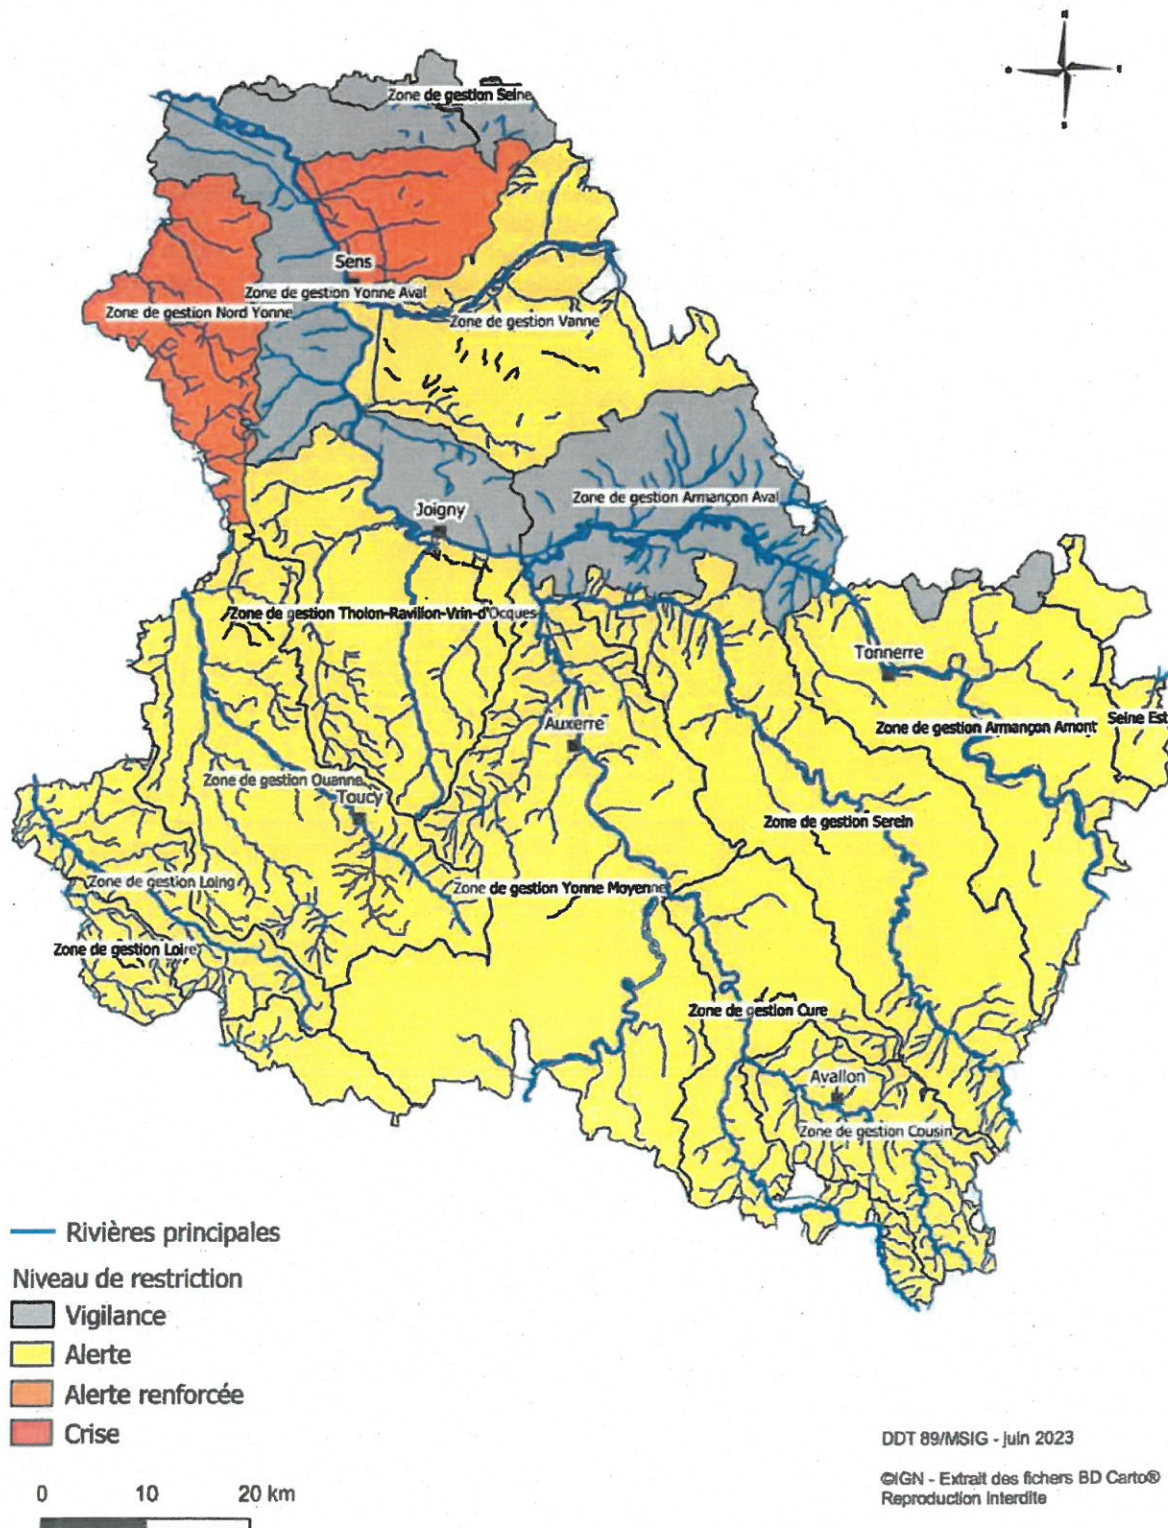 Zone de gestion Seine
Sens
Zone de gestion Yonne Aval
Zone de gestion Nord Yonne
Zone de gestion Vanne
Zone de gestion Armançon Aval
Joigny
Zone de gestion Tholon-Ravillon-Vrin-d'Ocques
Tonnerre
Seine Est
Auxerre
Zone de gestion Armançon Amont
Zone de gestion Ouanne
Toucy
Zone de gestion Serein
Zone de gestion Loing
Zone de gestion Yonne Moyenne
Zone de gestion Loire
Zone de gestion Cure
Avallon
Zone de gestion Cousin
Rivières principales
Niveau de restriction
Vigilance
Alerte
Alerte renforcée
Crise
0 10 20 km
DDT 89/MSIG - juin 2023
©IGN - Extrait des fichers BD Carto®
Reproduction interdite